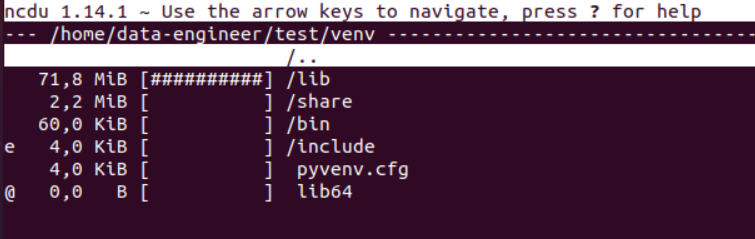 ncdu 1.14.1 ~ Use the arrow keys to navigate, press ? for help
--- /home/data-engineer/test/venv ---------------------------------
                         /..
   71,8 MiB [##########] /lib
    2,2 MiB [          ] /share
   60,0 KiB [          ] /bin
e   4,0 KiB [          ] /include
    4,0 KiB [          ]  pyvenv.cfg
@   0,0   B [          ]  lib64